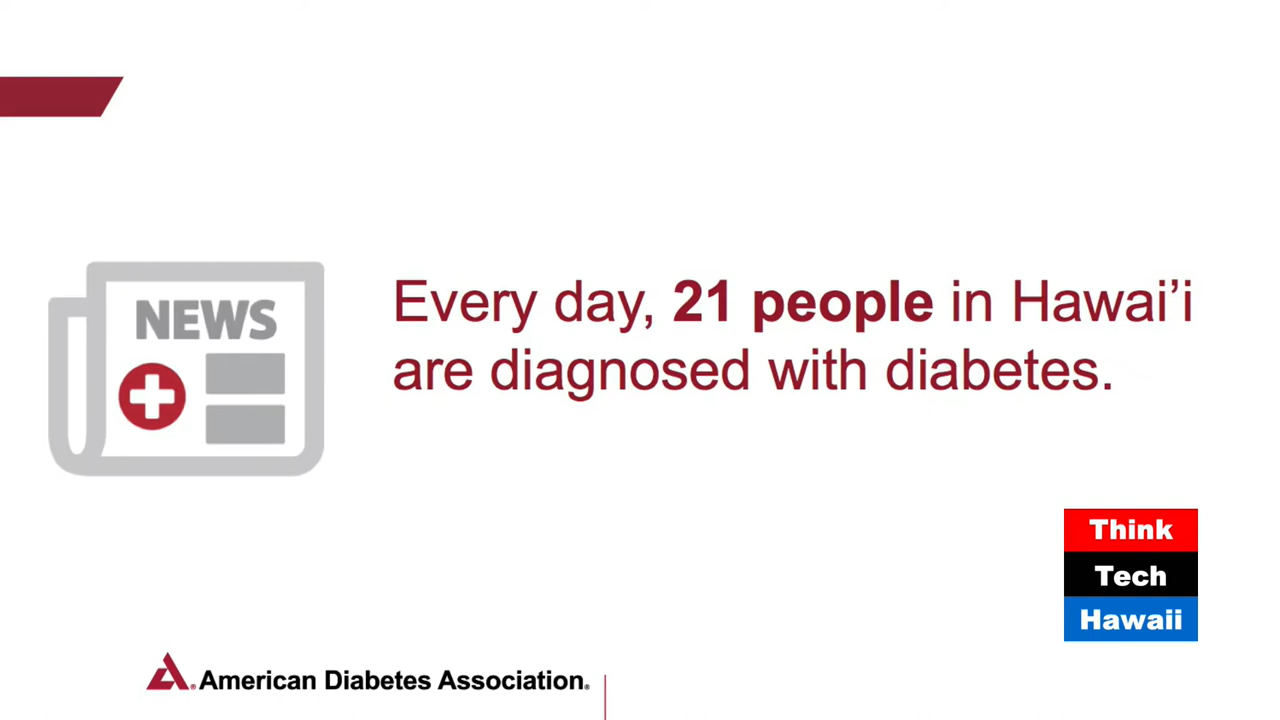 NEWS
Every day, 21 people in Hawai’i
are diagnosed with diabetes.
Think
Tech
Hawaii
American Diabetes Association®